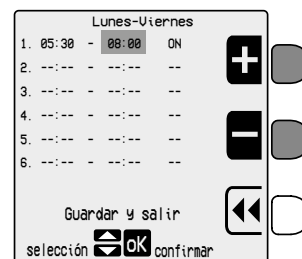 Lunes-Viernes
1. 05:30 - 08:00 ON
2. --:-- - --:-- --
3. --:-- - --:-- --
4. --:-- - --:-- --
5. --:-- - --:-- --
6. --:-- - --:-- --
Guardar y salir
selección OK confirmar